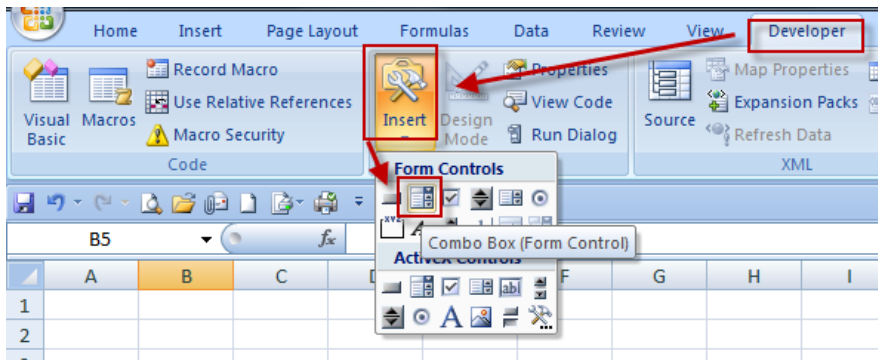 Home Insert Page Layout Formulas Data Review View Developer
Record Macro Properties Map Properties
Use Relative References View Code Expansion Packs
Visual Basic Macros Macro Security Insert Design Mode Run Dialog Source Refresh Data
Code XML
Form Controls
XYZ
B5 fx
Combo Box (Form Control)
ActiveX Controls
ab
A
A B C F G H I
1
2